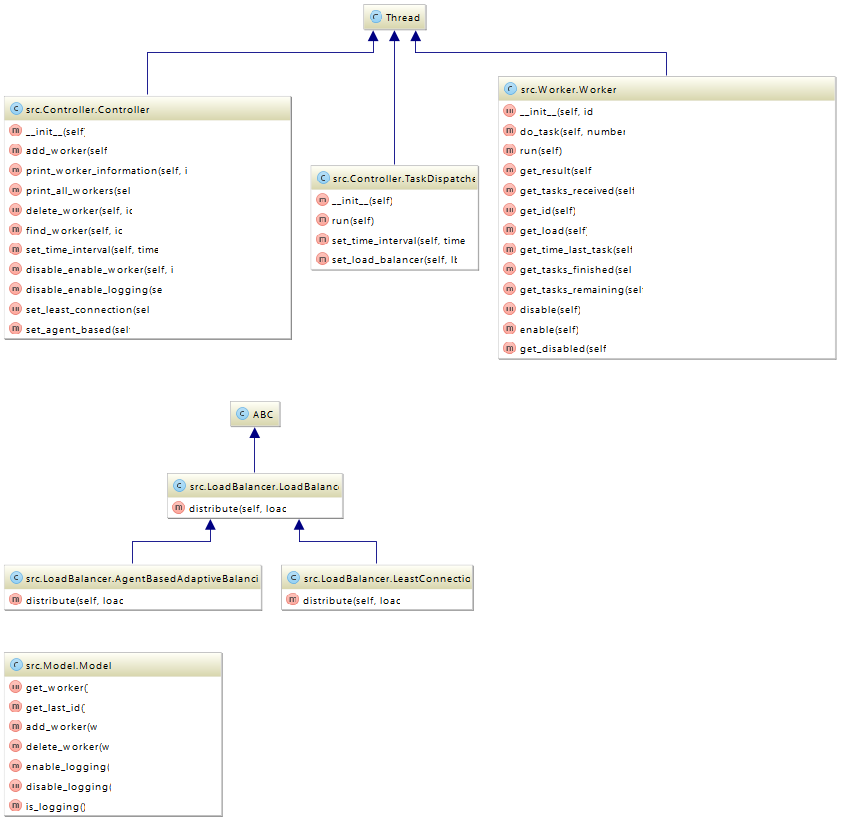 Thread
src.Controller.Controller
__init__(self)
add_worker(self
print_worker_information(self, i
print_all_workers(sel
delete_worker(self, ic
find_worker(self, ic
set_time_interval(self, time
disable_enable_worker(self, i
disable_enable_logging(se
set_least_connection(sel
set_agent_based(sel
src.Controller.TaskDispatche
__init__(self)
run(self)
set_time_interval(self, time
set_load_balancer(self, lb
src.Worker.Worker
__init__(self, id
do_task(self, number
run(self)
get_result(self
get_tasks_received(self
get_id(self)
get_load(self)
get_time_last_task(self
get_tasks_finished(sel
get_tasks_remaining(self
disable(self)
enable(self)
get_disabled(self
ABC
src.LoadBalancer.LoadBalanc
distribute(self, loac
src.LoadBalancer.AgentBasedAdaptiveBalanci
distribute(self, loac
src.LoadBalancer.LeastConnectio
distribute(self, loac
src.Model.Model
get_worker(
get_last_id(
add_worker(w
delete_worker(w
enable_logging(
disable_logging(
is_logging()